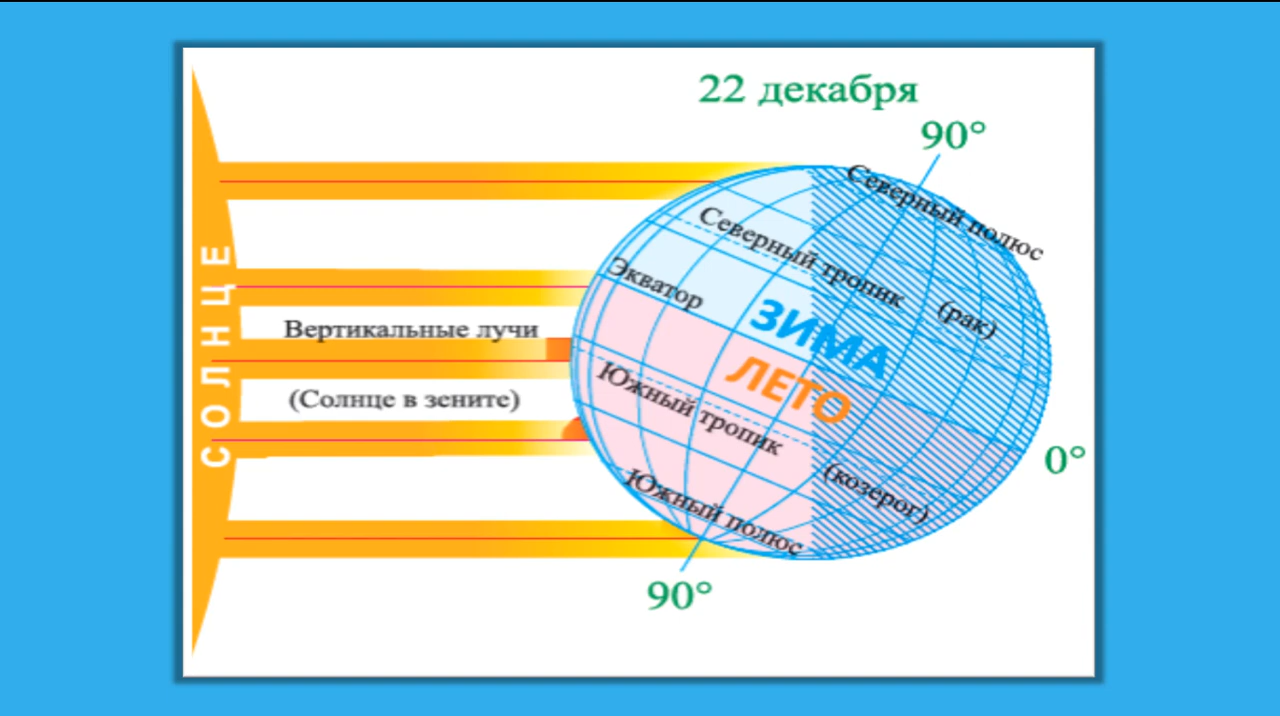 22 декабря
90°
Северный полюс
Северный тропик (рак)
Экватор
СОЛНЦЕ
ЗИМА
Вертикальные лучи
ЛЕТО
(Солнце в зените)
Южный тропик (козерог)
0°
Южный полюс
90°